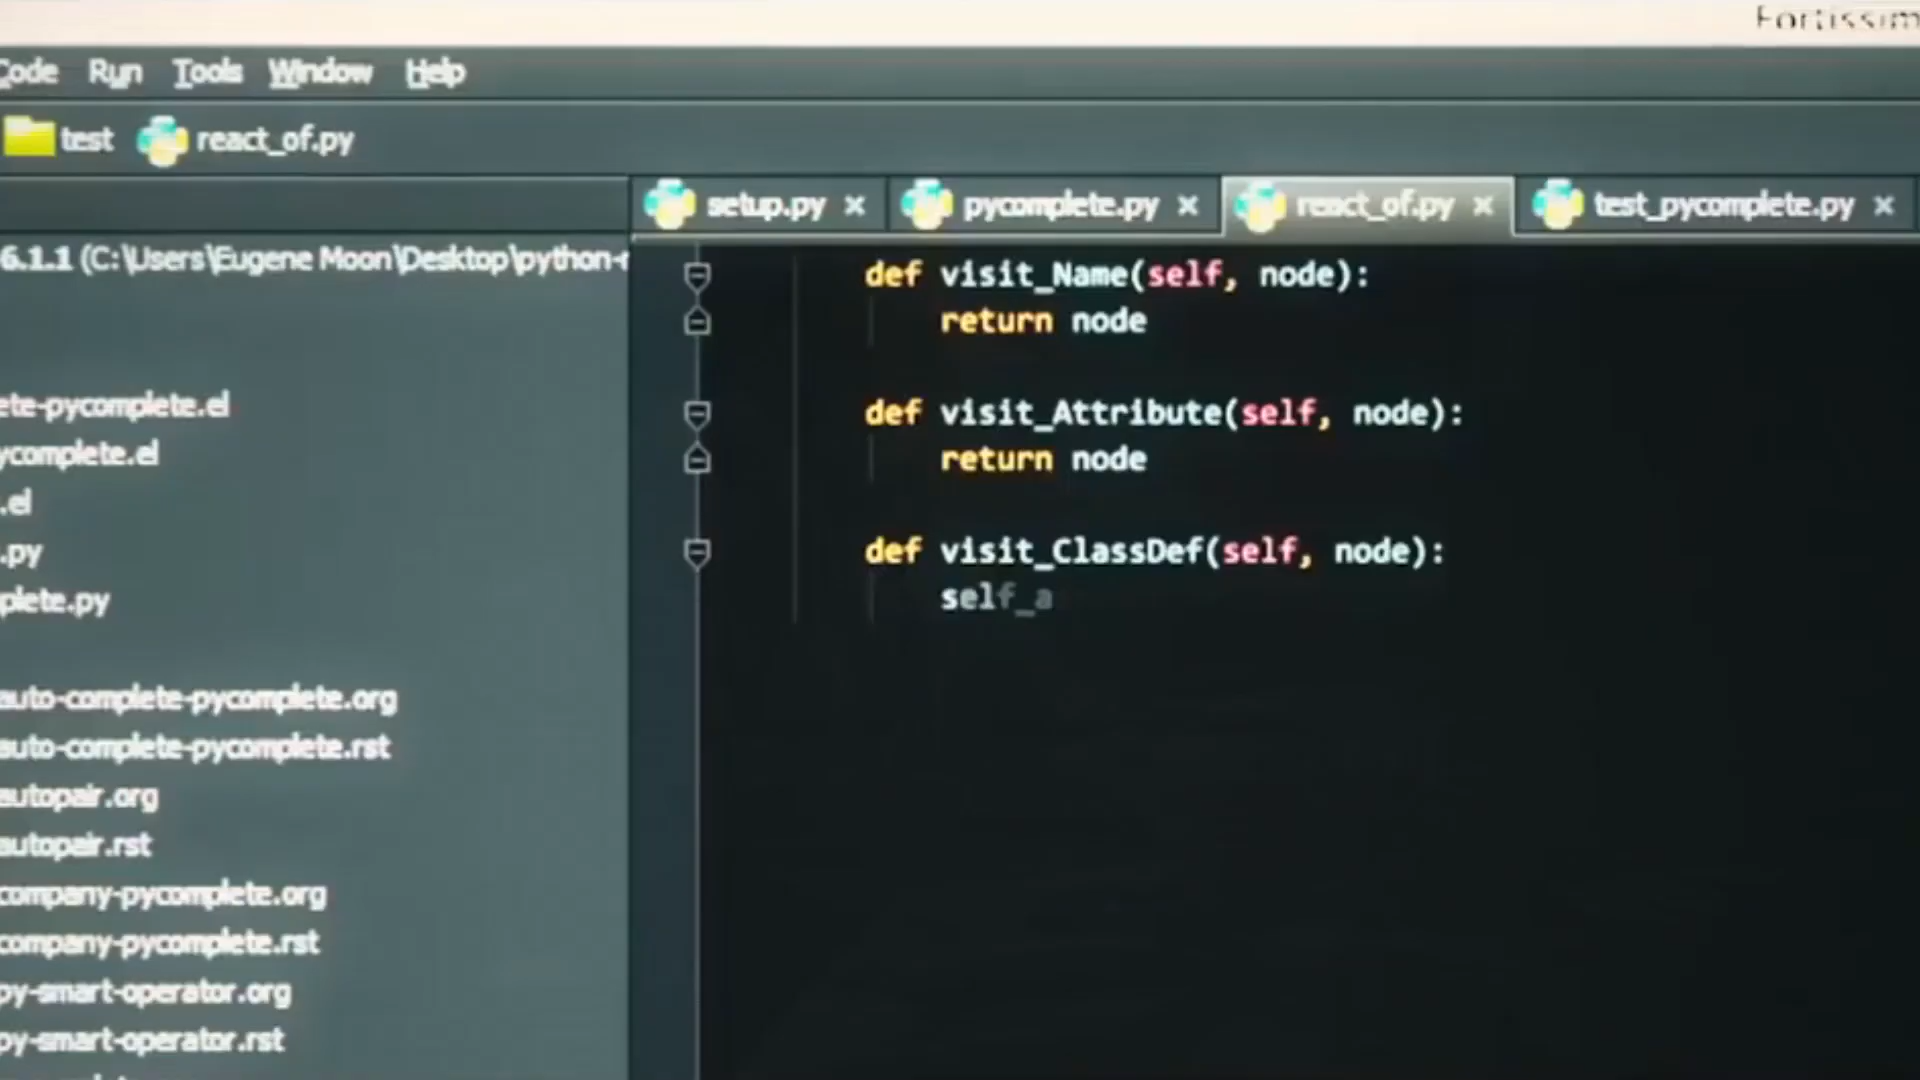 Fortissim
Code Run Tools Window Help
test react_of.py
setup.py × pycomplete.py × react_of.py × test_pycomplete.py ×
6.1.1 (C:\Users\Eugene Moon\Desktop\python-
def visit_Name(self, node):
return node
ete-pycomplete.el
def visit_Attribute(self, node):
ycomplete.el
return node
.el
.py
def visit_ClassDef(self, node):
plete.py
self_a
auto-complete-pycomplete.org
auto-complete-pycomplete.rst
autopair.org
autopair.rst
company-pycomplete.org
company-pycomplete.rst
py-smart-operator.org
py-smart-operator.rst